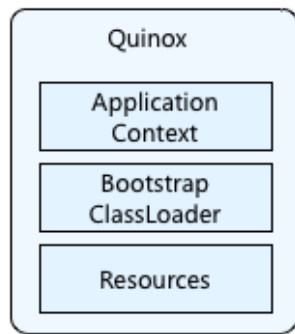 Quinox
Application
Context
Bootstrap
ClassLoader
Resources